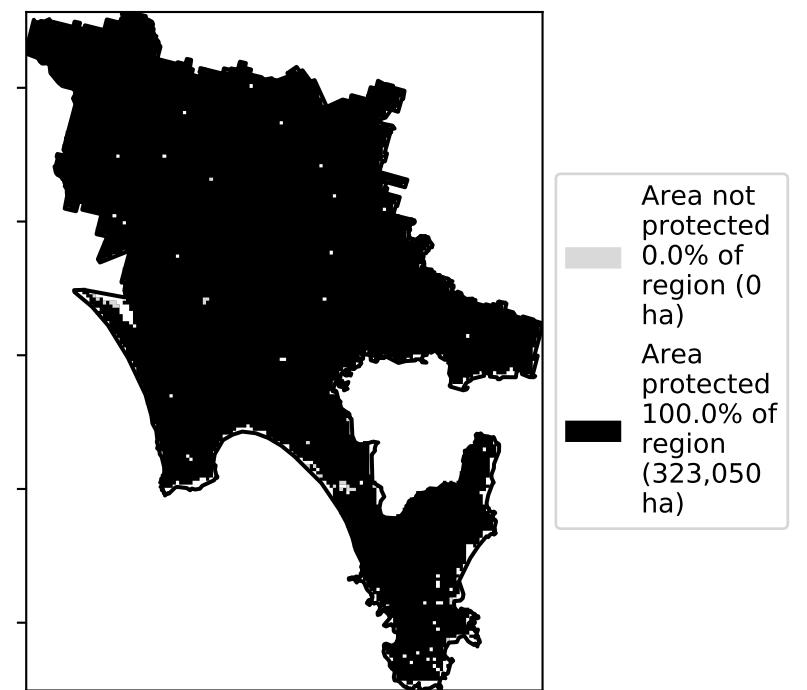 Area not
protected
0.0% of
region (0
ha)
Area
protected
100.0% of
region
(323,050
ha)